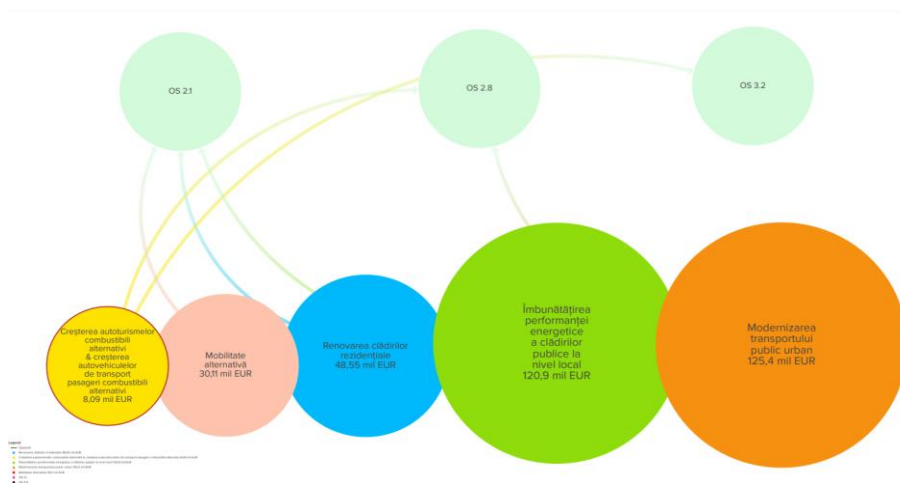 OS 2.1
OS 2.8
OS 3.2
Creșterea autoturismelor
combustibili
alternativi
& creșterea
autovehiculelor
de transport
pasageri combustibili
alternativi
8,09 mil EUR
Mobilitate
alternativă
30,11 mil EUR
Renovarea clădirilor
rezidențiale
48,55 mil EUR
Îmbunătățirea
performanței
energetice
a clădirilor
publice la
nivel local
120,9 mil EUR
Modernizarea
transportului
public urban
125,4 mil EUR
Legend